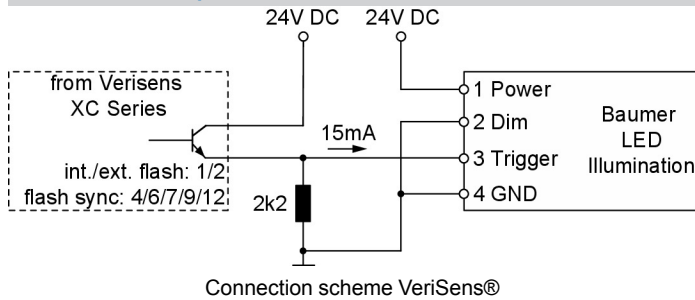 24V DC
24V DC
from Verisens
XC Series
int./ext. flash: 1/2
flash sync: 4/6/7/9/12
15mA
2k2
1 Power
2 Dim
3 Trigger
4 GND
Baumer
LED
Illumination
Connection scheme VeriSens®